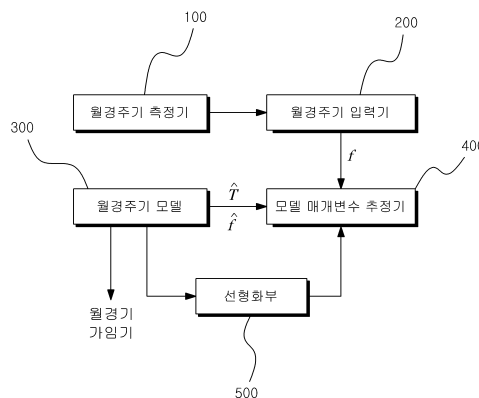 100
200
월경주기 측정기
월경주기 입력기
300
f
400
월경주기 모델
T̂
f̂
모델 매개변수 추정기
선형화부
월경기
가임기
500